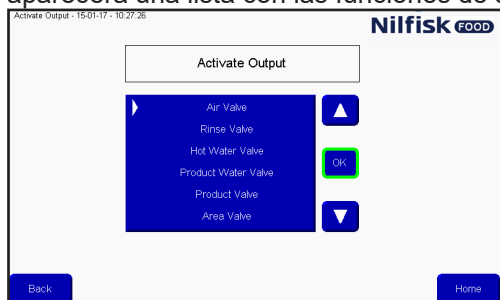 aparecerá una lista con las funciones de
Activate Output - 15-01-17 - 10:27:26
Nilfisk FOOD
Activate Output
Air Valve
Rinse Valve
Hot Water Valve
OK
Product Water Valve
Product Valve
Area Valve
Back
Home